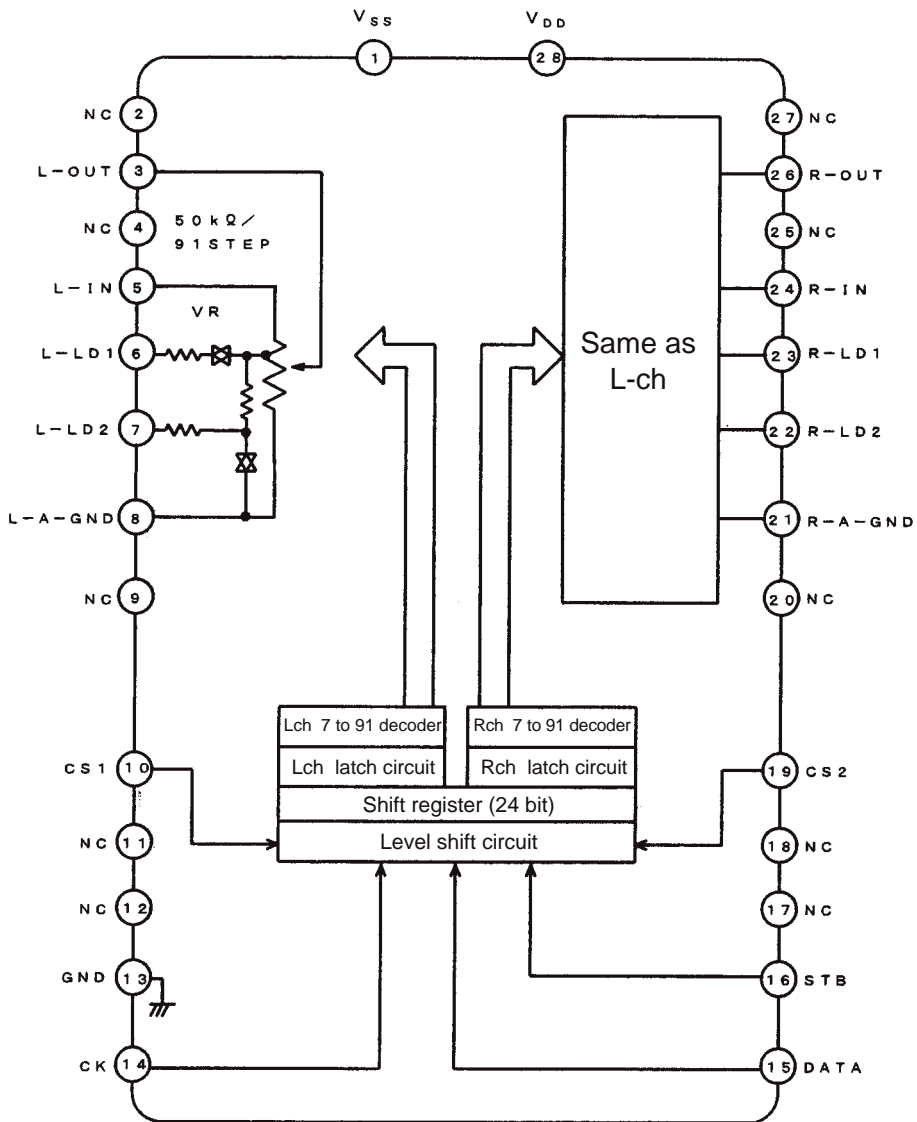 VSS
VDD
1
28
NC 2
27 NC
L-OUT 3
26 R-OUT
NC 4
50kΩ/
91STEP
25 NC
L-IN 5
24 R-IN
VR
L-LD1 6
Same as
L-ch
23 R-LD1
L-LD2 7
22 R-LD2
L-A-GND 8
21 R-A-GND
NC 9
20 NC
Lch 7 to 91 decoder
Rch 7 to 91 decoder
CS1 10
Lch latch circuit
Rch latch circuit
19 CS2
Shift register (24 bit)
NC 11
Level shift circuit
18 NC
NC 12
17 NC
GND 13
16 STB
CK 14
15 DATA